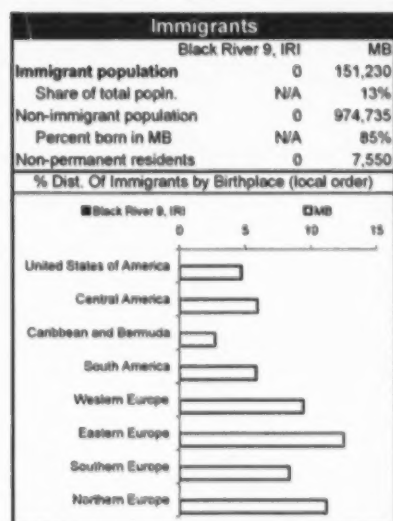 Immigrants
Black River 9, IRI MB
Immigrant population 0 151,230
Share of total popln. N/A 13%
Non-immigrant population 0 974,735
Percent born in MB N/A 85%
Non-permanent residents 0 7,550
% Dist. Of Immigrants by Birthplace (local order)
Black River 9, IRI MB
0 5 10 15
United States of America
Central America
Caribbean and Bermuda
South America
Western Europe
Eastern Europe
Southern Europe
Northern Europe